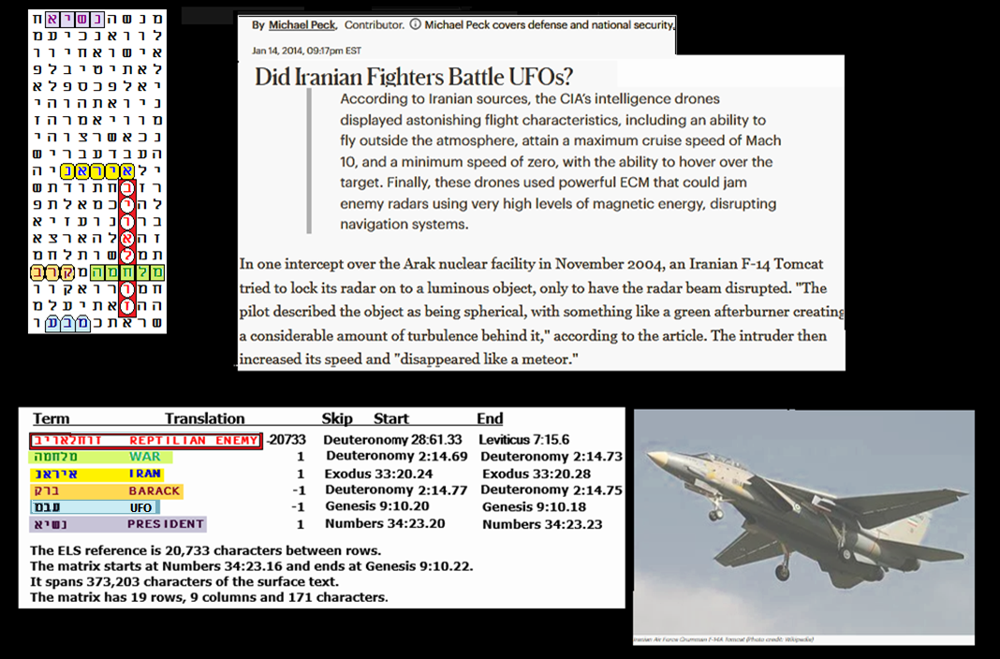 מנשהנשיאח
לוואנכיעמ
אישואחיוו
לאתיטיבלפ
יאלפכספלא
ניואתהוהי
נכאשרצוהי
העבדעבריש
ילאיראניה
רזבחתודתש
להיכמאלתפ
ברונועזיא
זהאלהארצא
תמלשותלחמ
מלחמהמקרב
ההזאתיעלמ
שראתכמבעו
By Michael Peck, Contributor. ⓘ Michael Peck covers defense and national security,
Jan 14, 2014, 09:17pm EST
Did Iranian Fighters Battle UFOs?
According to Iranian sources, the CIA's intelligence drones
displayed astonishing flight characteristics, including an ability to
fly outside the atmosphere, attain a maximum cruise speed of Mach
10, and a minimum speed of zero, with the ability to hover over the
target. Finally, these drones used powerful ECM that could jam
enemy radars using very high levels of magnetic energy, disrupting
navigation systems.
In one intercept over the Arak nuclear facility in November 2004, an Iranian F-14 Tomcat
tried to lock its radar on to a luminous object, only to have the radar beam disrupted. "The
pilot described the object as being spherical, with something like a green afterburner creating
a considerable amount of turbulence behind it," according to the article. The intruder then
increased its speed and "disappeared like a meteor."
Term Translation Skip Start End
זוחלאויב REPTILIAN ENEMY -20733 Deuteronomy 28:61.33 Leviticus 7:15.6
מלחמה WAR 1 Deuteronomy 2:14.69 Deuteronomy 2:14.73
איראנ IRAN 1 Exodus 33:20.24 Exodus 33:20.28
ברק BARACK -1 Deuteronomy 2:14.77 Deuteronomy 2:14.75
עבמ UFO -1 Genesis 9:10.20 Genesis 9:10.18
נשיא PRESIDENT 1 Numbers 34:23.20 Numbers 34:23.23
The ELS reference is 20,733 characters between rows.
The matrix starts at Numbers 34:23.16 and ends at Genesis 9:10.22.
It spans 373,203 characters of the surface text.
The matrix has 19 rows, 9 columns and 171 characters.
Iranian Air Force Grumman F-14A Tomcat (Photo credit: Wikipedia)